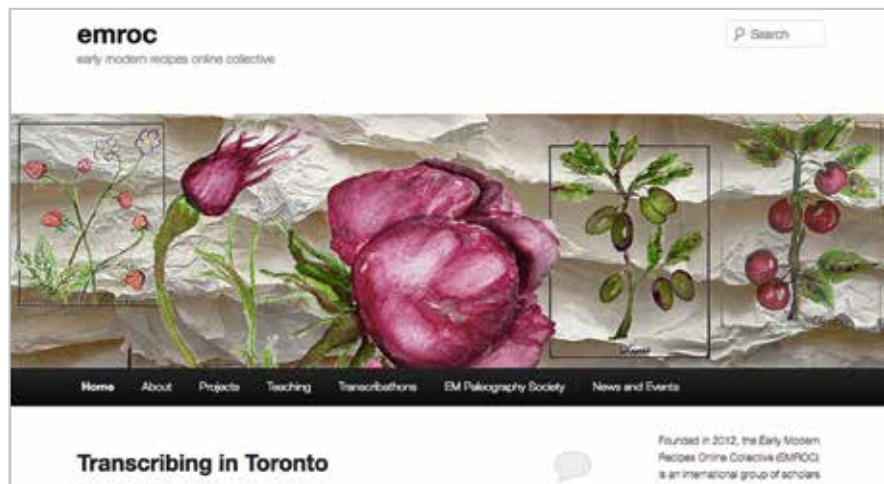 emroc
early modern recipes online collective
Search
Home About Projects Teaching Transcribathons EM Paleography Society News and Events
Transcribing in Toronto
Founded in 2012, the Early Modern
Recipes Online Collective (EMROC)
is an international group of scholars